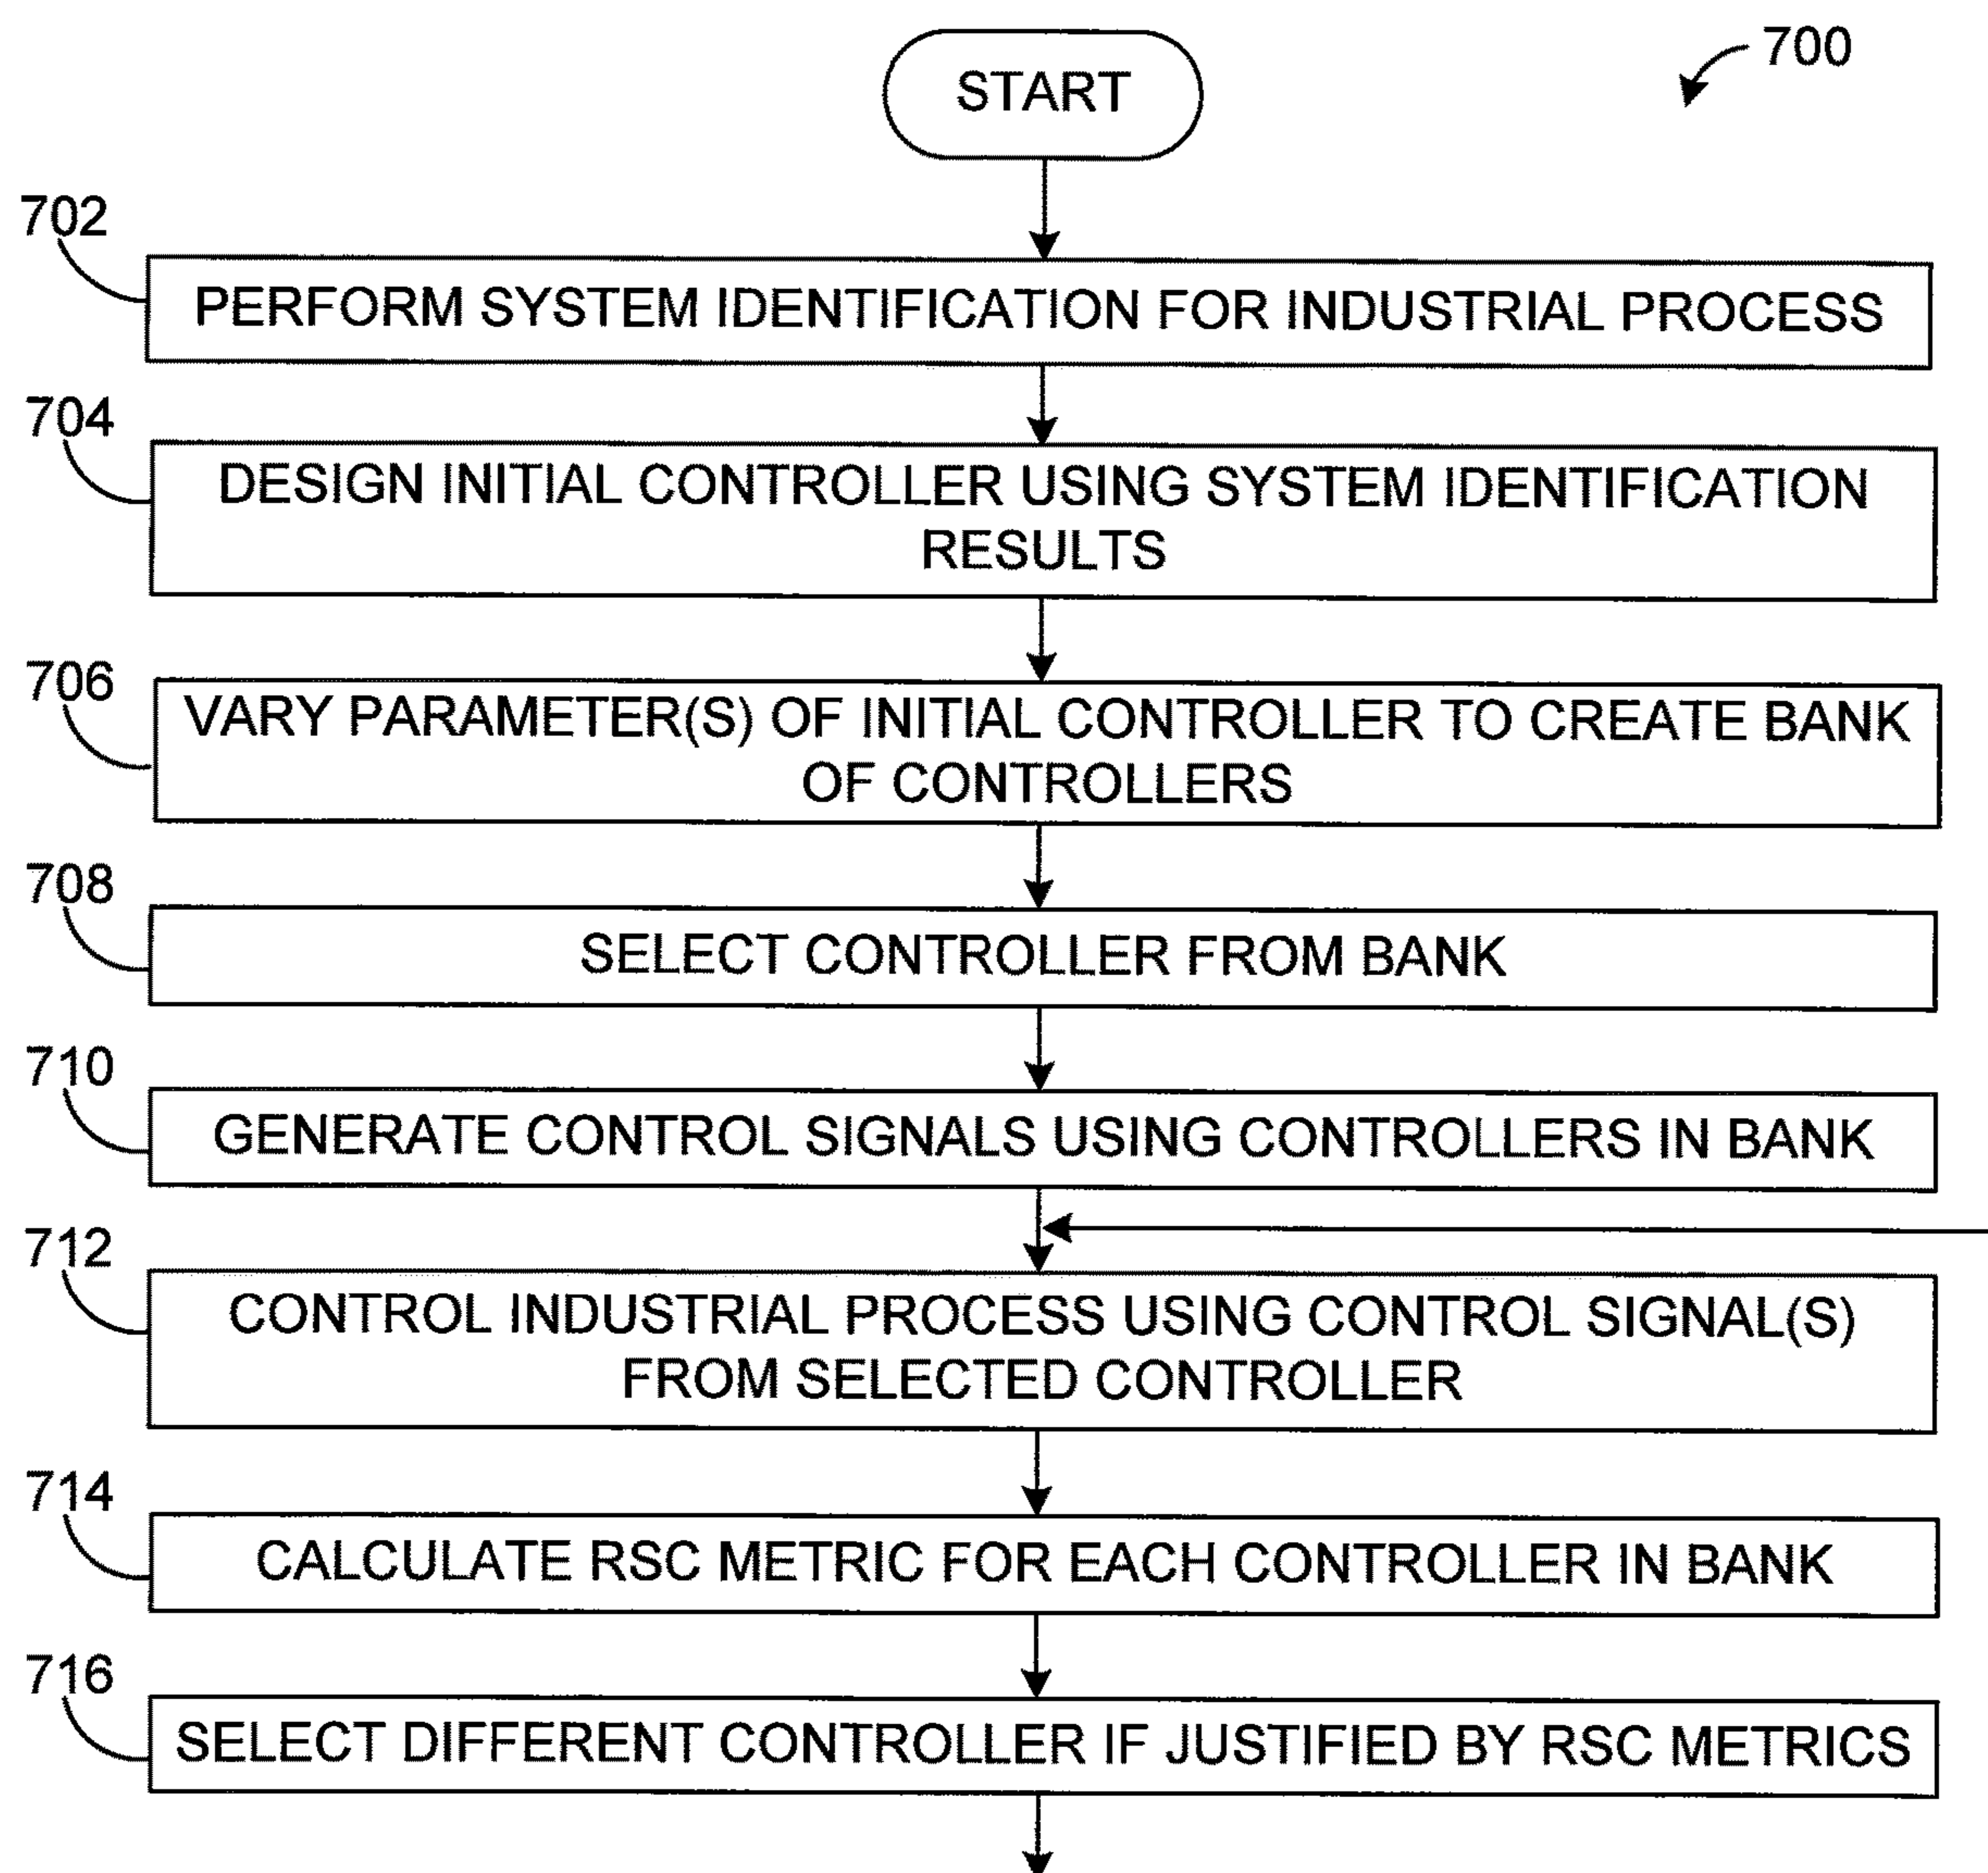 START
700
702
PERFORM SYSTEM IDENTIFICATION FOR INDUSTRIAL PROCESS
704
DESIGN INITIAL CONTROLLER USING SYSTEM IDENTIFICATION
RESULTS
706
VARY PARAMETER(S) OF INITIAL CONTROLLER TO CREATE BANK
OF CONTROLLERS
708
SELECT CONTROLLER FROM BANK
710
GENERATE CONTROL SIGNALS USING CONTROLLERS IN BANK
712
CONTROL INDUSTRIAL PROCESS USING CONTROL SIGNAL(S)
FROM SELECTED CONTROLLER
714
CALCULATE RSC METRIC FOR EACH CONTROLLER IN BANK
716
SELECT DIFFERENT CONTROLLER IF JUSTIFIED BY RSC METRICS